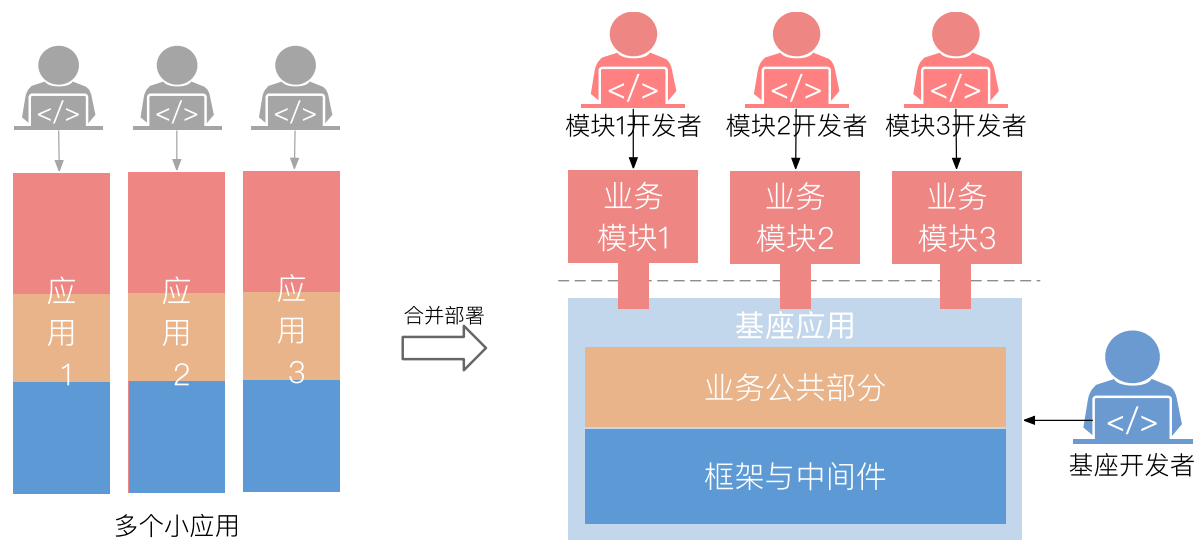 </>
</>
</>
应
用
1
应
用
2
应
用
3
多个小应用
合并部署
</>
</>
</>
模块1开发者
模块2开发者
模块3开发者
业务
模块1
业务
模块2
业务
模块3
基座应用
业务公共部分
框架与中间件
</>
基座开发者